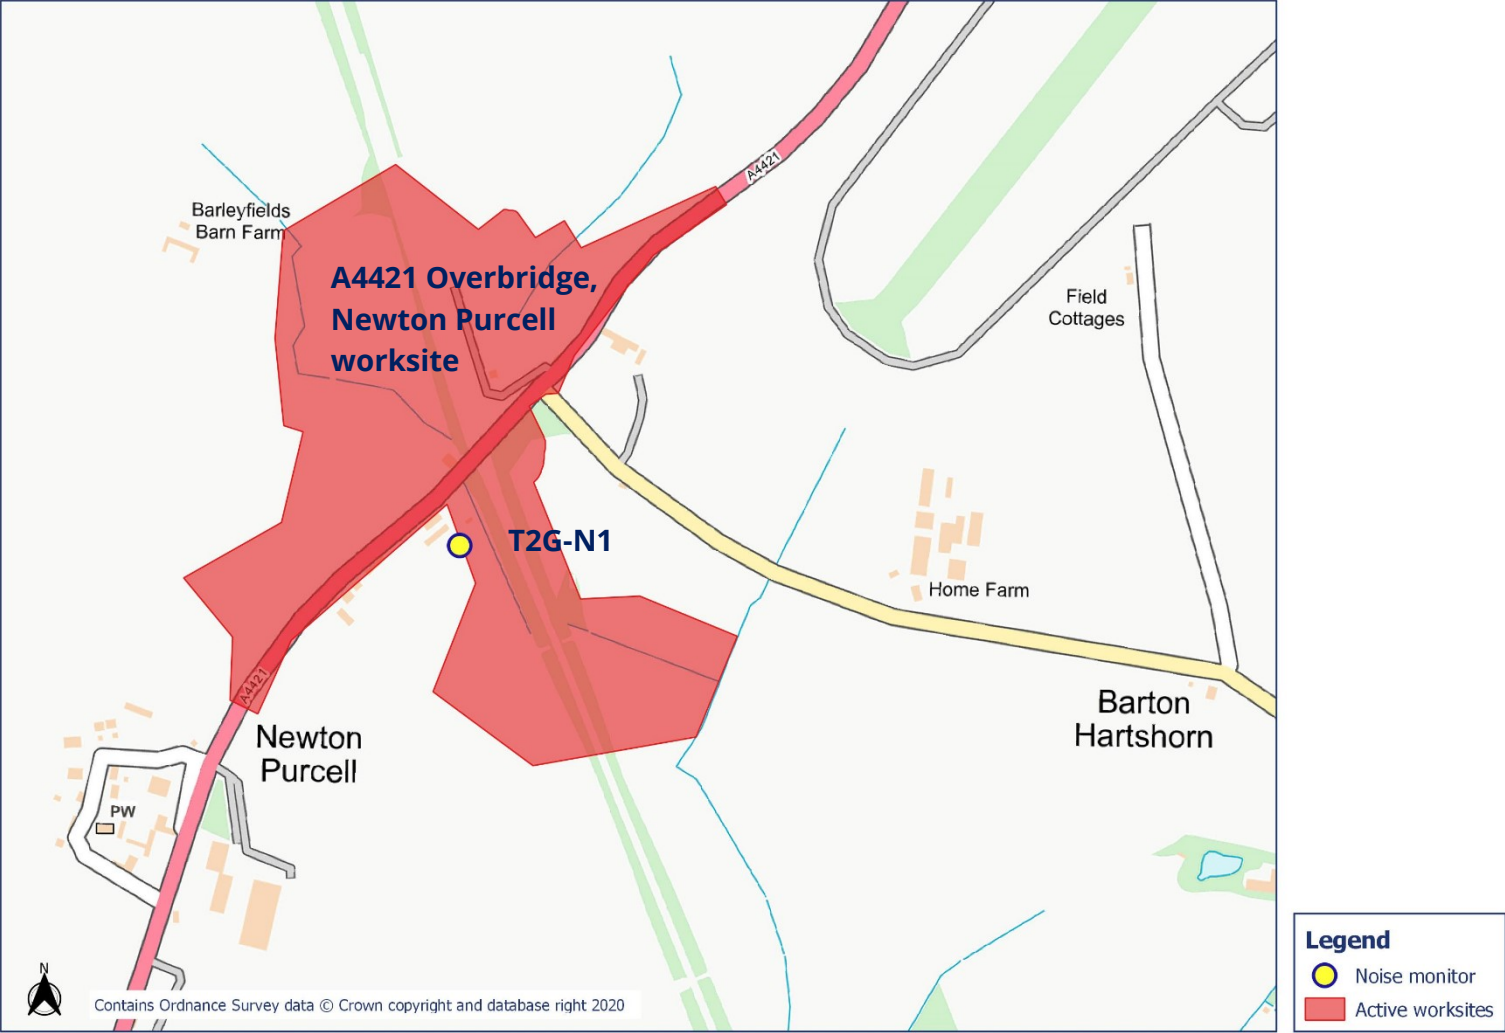 A4421
Barleyfields
Barn Farm
A4421 Overbridge,
Newton Purcell
worksite
Field
Cottages
T2G-N1
Home Farm
A4421
Barton
Hartshorn
Newton
Purcell
PW
N
Contains Ordnance Survey data © Crown copyright and database right 2020
Legend
Noise monitor
Active worksites